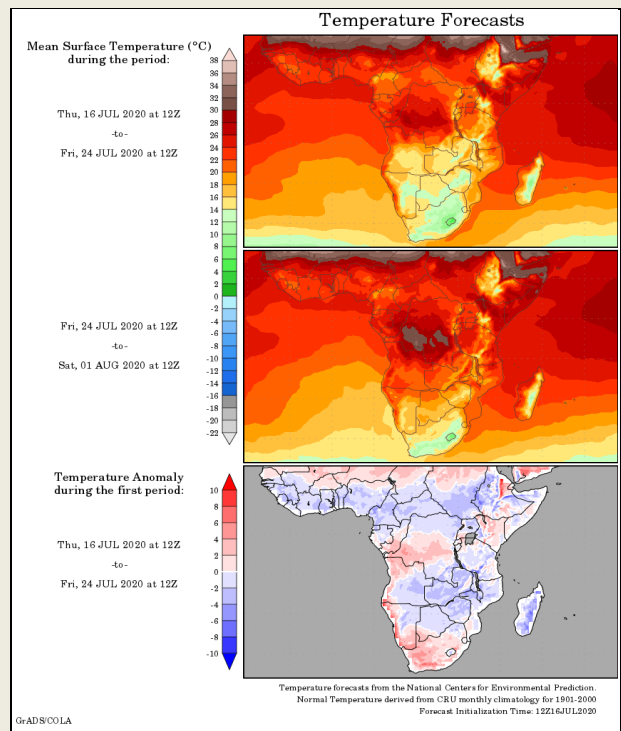 Temperature Forecasts
Mean Surface Temperature (°C)
during the period:
Thu, 16 JUL 2020 at 12Z
-to-
Fri, 24 JUL 2020 at 12Z
38
36
34
32
30
28
26
24
22
20
18
16
14
12
10
8
6
4
2
0
-2
-4
-6
-8
-10
-12
-14
-16
-18
-20
-22
Fri, 24 JUL 2020 at 12Z
-to-
Sat, 01 AUG 2020 at 12Z
Temperature Anomaly
during the first period:
Thu, 16 JUL 2020 at 12Z
-to-
Fri, 24 JUL 2020 at 12Z
10
8
6
4
2
0
-2
-4
-6
-8
-10
Temperature forecasts from the National Centers for Environmental Prediction.
Normal Temperature derived from CRU monthly climatology for 1901-2000
Forecast Initialization Time: 12Z16JUL2020
GrADS/COLA